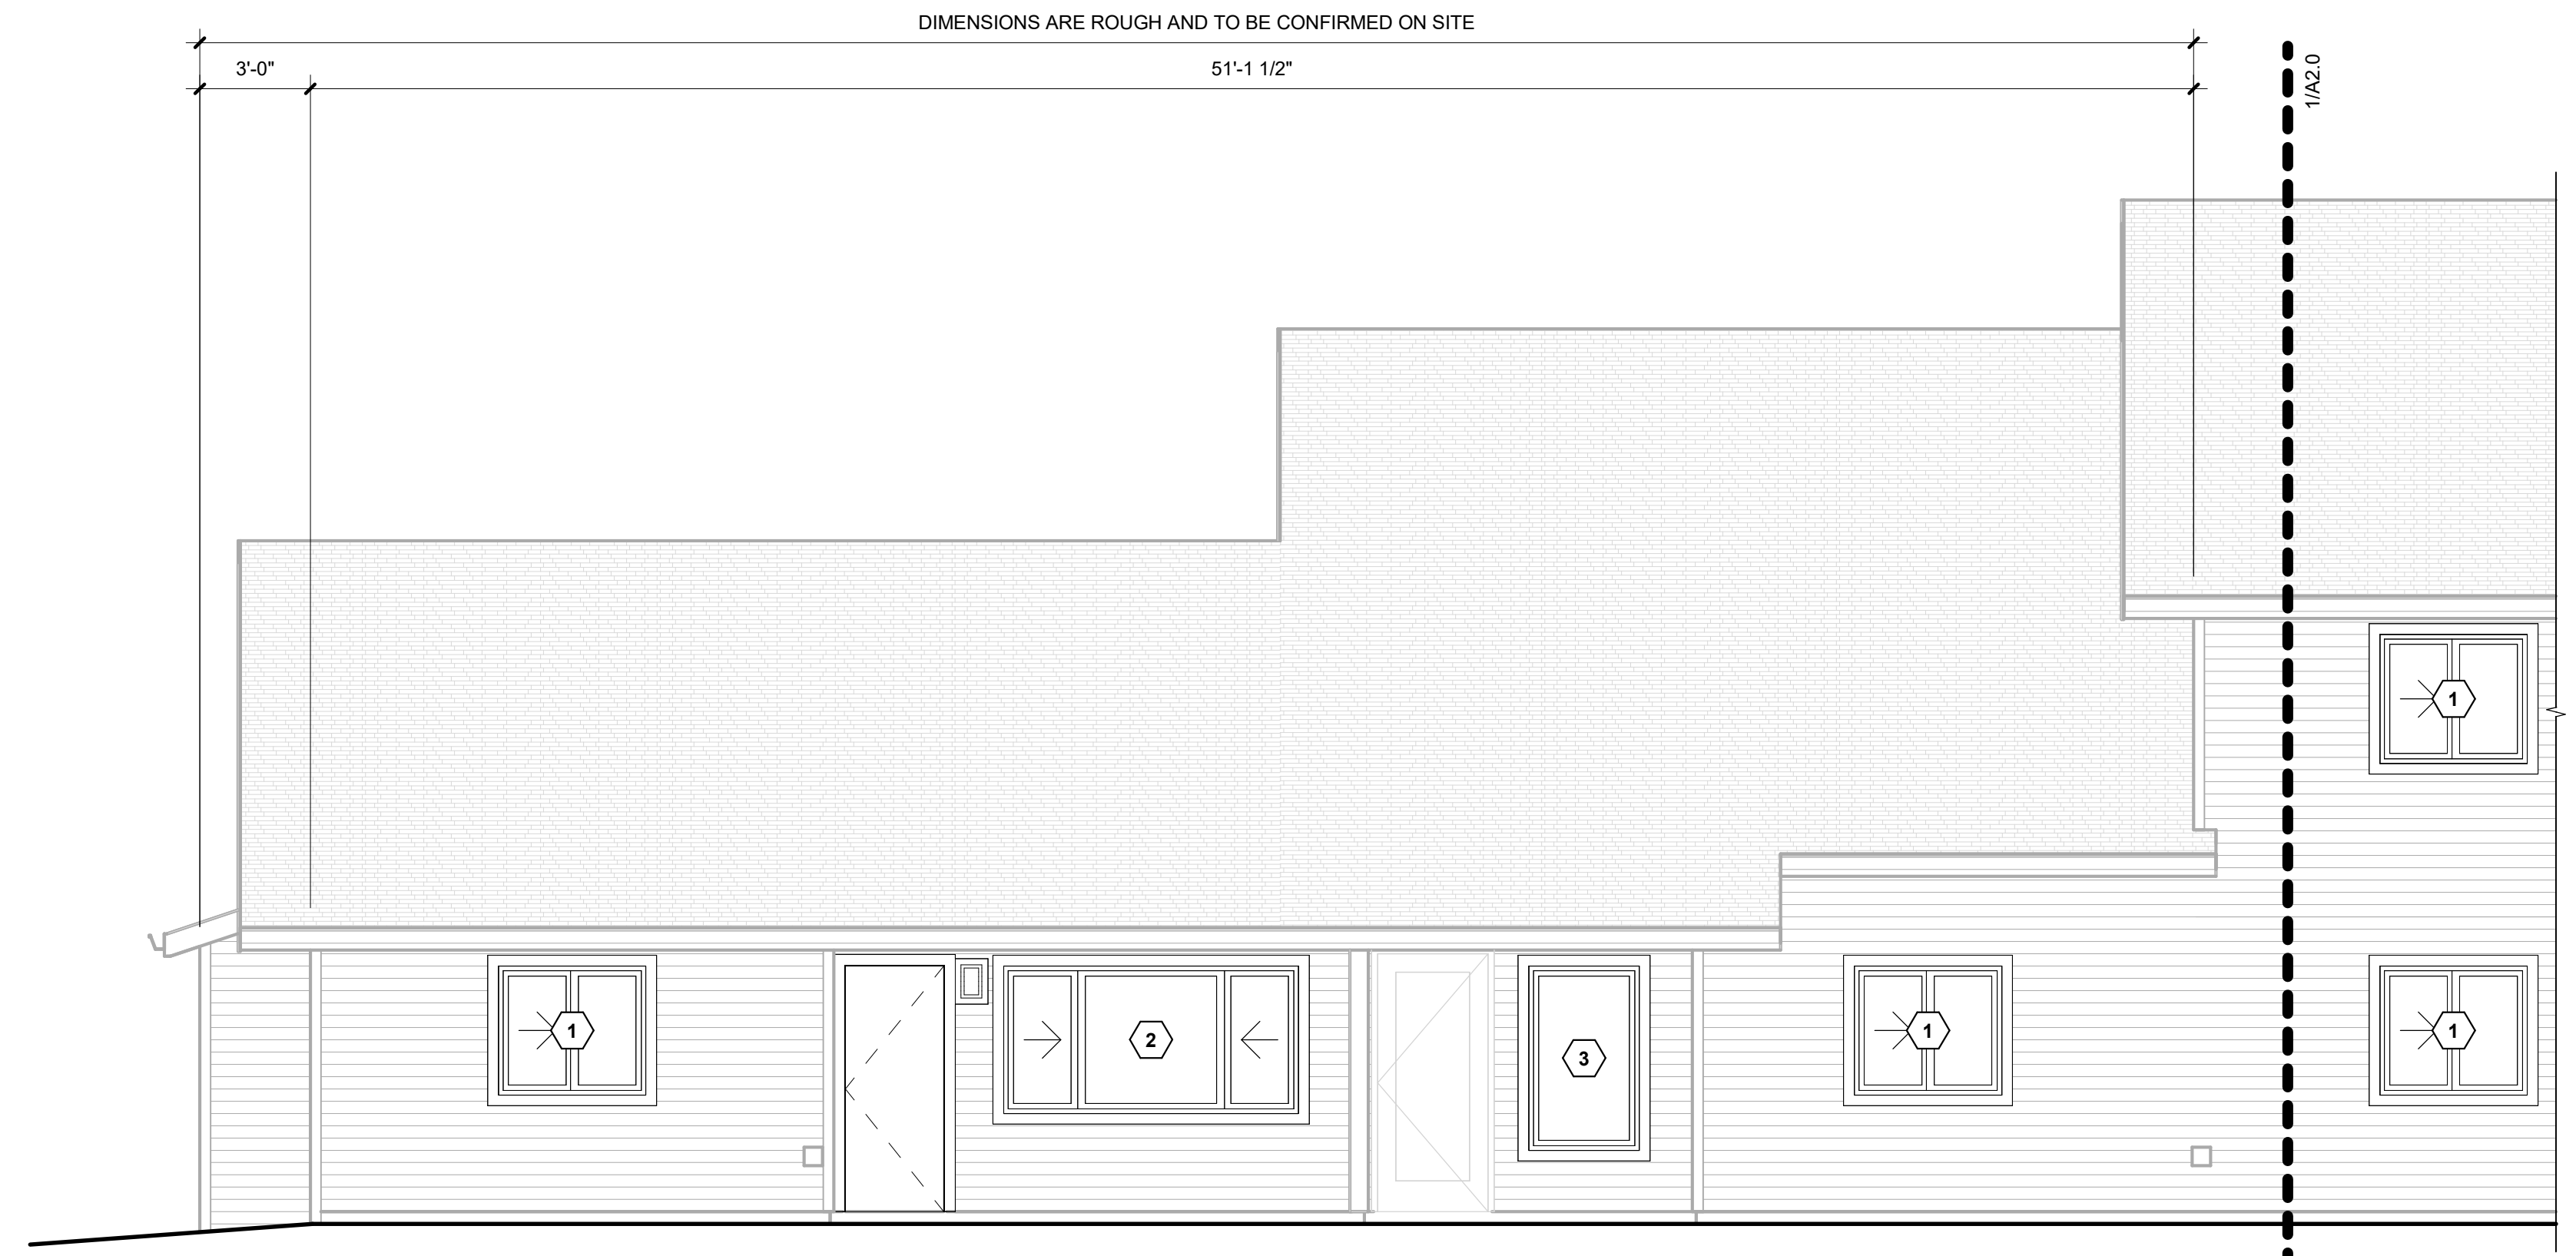 DIMENSIONS ARE ROUGH AND TO BE CONFIRMED ON SITE
3'-0" 51'-1 1/2"
1/A2.0
1
1 2 3 1 1